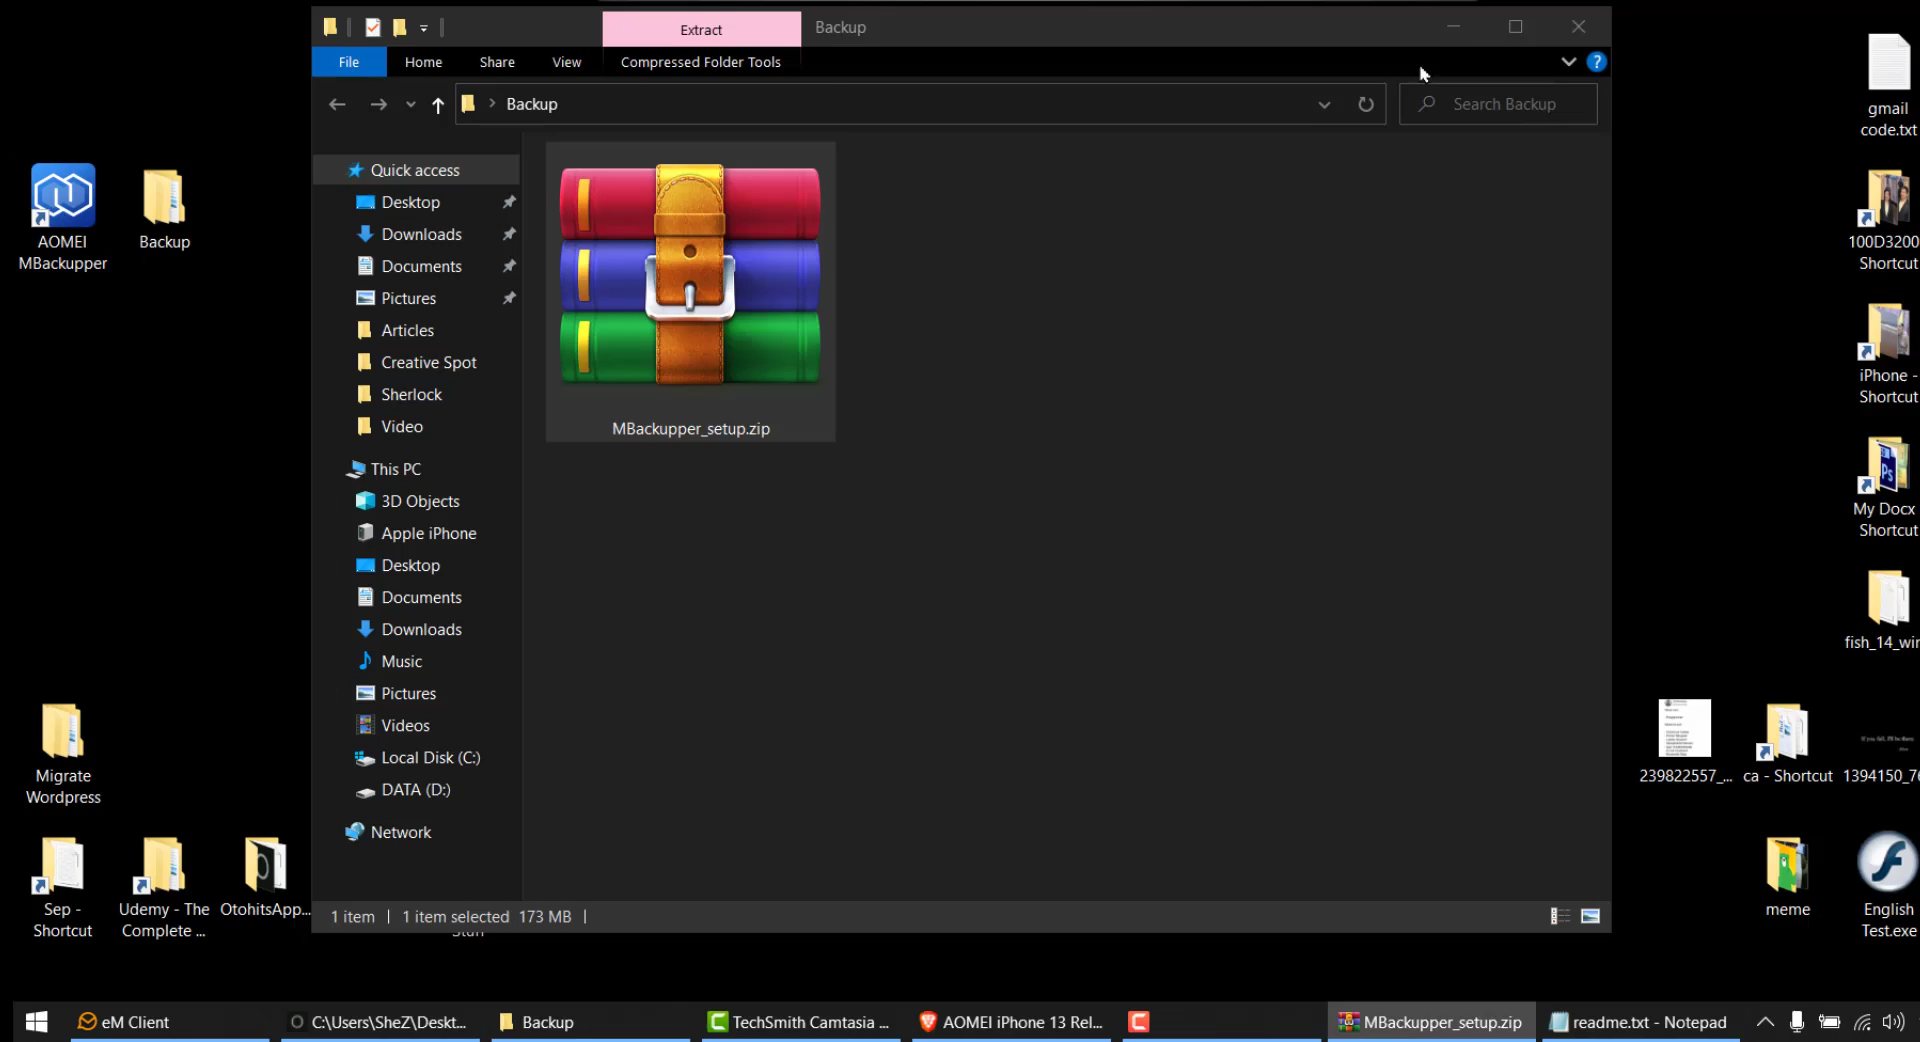 Extract
Backup
File
Home
Share
View
Compressed Folder Tools
?
Backup
Search Backup
Quick access
Desktop
Downloads
Documents
Pictures
Articles
Creative Spot
Sherlock
Video
This PC
3D Objects
Apple iPhone
Desktop
Documents
Downloads
Music
Pictures
Videos
Local Disk (C:)
DATA (D:)
Network
MBackupper_setup.zip
1 item
1 item selected 173 MB
AOMEI
MBackupper
Backup
Migrate
Wordpress
Sep -
Shortcut
Udemy - The
Complete ...
OtohitsApp...
Stuff
gmail
code.txt
100D3200
Shortcut
iPhone -
Shortcut
Ps
My Docx
Shortcut
fish_14_wir
239822557_...
ca - Shortcut
1394150_76
meme
English
Test.exe
eM Client
C:\Users\SheZ\Deskt...
Backup
TechSmith Camtasia ...
AOMEI iPhone 13 Rel...
MBackupper_setup.zip
readme.txt - Notepad